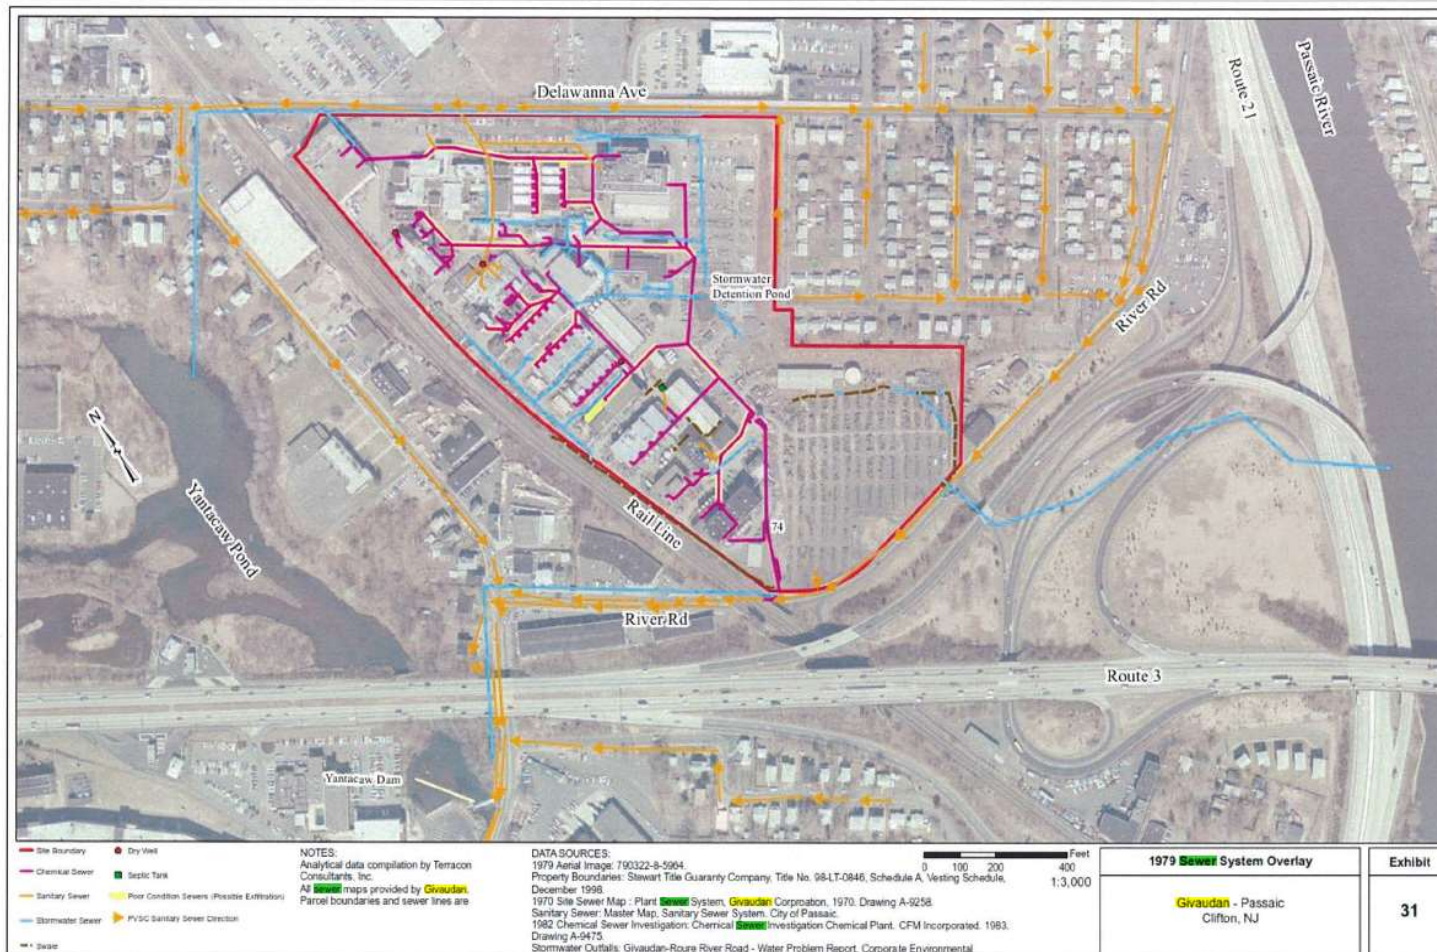 Delawanna Ave
Route 21
Passaic River
Stormwater
Detention Pond
River Rd
N
Yantacaw Pond
Rail Line
74
River Rd
Route 3
Yantacaw Dam
Site Boundary
Chemical Sewer
Sanitary Sewer
Stormwater Sewer
Swale
Dry Well
Septic Tank
Poor Condition Sewers (Possible Exfiltration)
PVSC Sanitary Sewer Direction
NOTES:
Analytical data compilation by Terracon
Consultants, Inc.
All sewer maps provided by Givaudan.
Parcel boundaries and sewer lines are
DATA SOURCES:
1979 Aerial Image: 790322-8-5964
Property Boundaries: Stewart Title Guaranty Company, Title No. 98-LT-0846, Schedule A, Vesting Schedule,
December 1998.
1970 Site Sewer Map : Plant Sewer System, Givaudan Corproation, 1970. Drawing A-9258.
Sanitary Sewer: Master Map, Sanitary Sewer System. City of Passaic.
1982 Chemical Sewer Investigation: Chemical Sewer Investigation Chemical Plant. CFM Incorporated. 1983.
Drawing A-9475.
Stormwater Outfalls: Givaudan-Roure River Road - Water Problem Report. Corporate Environmental
Feet
0 100 200 400
1:3,000
1979 Sewer System Overlay
Givaudan - Passaic
Clifton, NJ
Exhibit
31